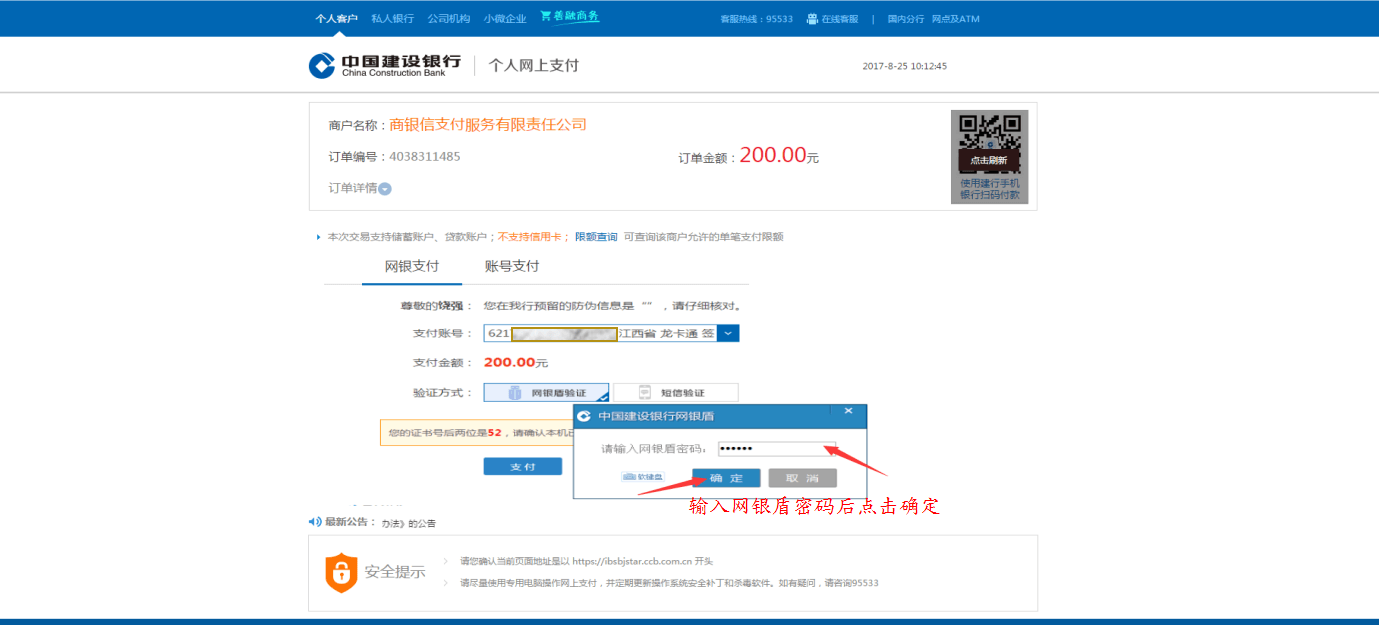 个人客户 私人银行 公司机构 小微企业 善融商务 客服热线：95533 在线客服 | 国内分行 网点及ATM
中国建设银行 个人网上支付
China Construction Bank
2017-8-25 10:12:45
商户名称：商银信支付服务有限责任公司
订单编号：4038311485 订单金额：200.00元
订单详情
点击刷新
使用建行手机
银行扫码付款
本次交易支持储蓄账户、贷款账户；不支持信用卡； 限额查询 可查询该商户允许的单笔支付限额
网银支付 账号支付
尊敬的饶强： 您在我行预留的防伪信息是 “” ，请仔细核对。
支付账号： 621 江西省 龙卡通 签
支付金额： 200.00元
验证方式： 网银盾验证 短信验证
您的证书号后两位是52，请确认本机已
支付
中国建设银行网银盾
请输入网银盾密码： ••••••
软键盘 确 定 取 消
输入网银盾密码后点击确定
最新公告： 办法》的公告
安全提示
请您确认当前页面地址是以 https://ibsbjstar.ccb.com.cn 开头
请尽量使用专用电脑操作网上支付，并定期更新操作系统安全补丁和杀毒软件。如有疑问，请咨询95533